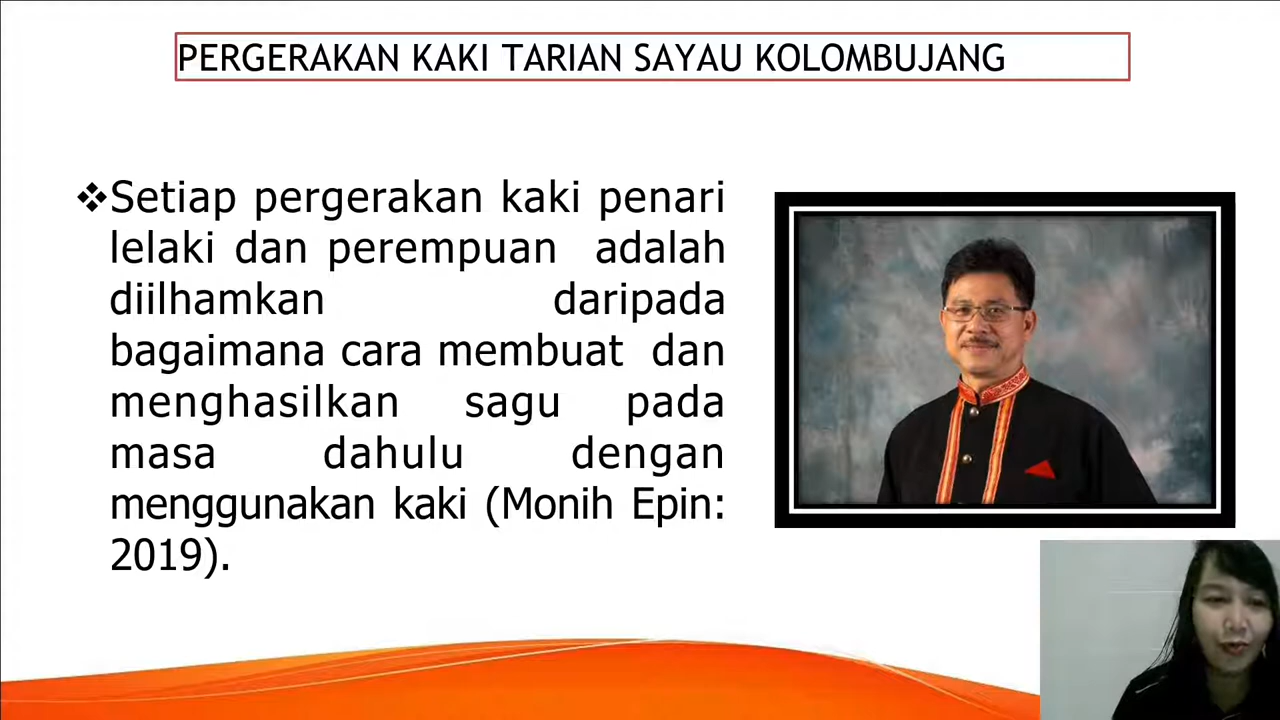 PERGERAKAN KAKI TARIAN SAYAU KOLOMBUJANG
❖Setiap pergerakan kaki penari
lelaki dan perempuan adalah
diilhamkan daripada
bagaimana cara membuat dan
menghasilkan sagu pada
masa dahulu dengan
menggunakan kaki (Monih Epin:
2019).